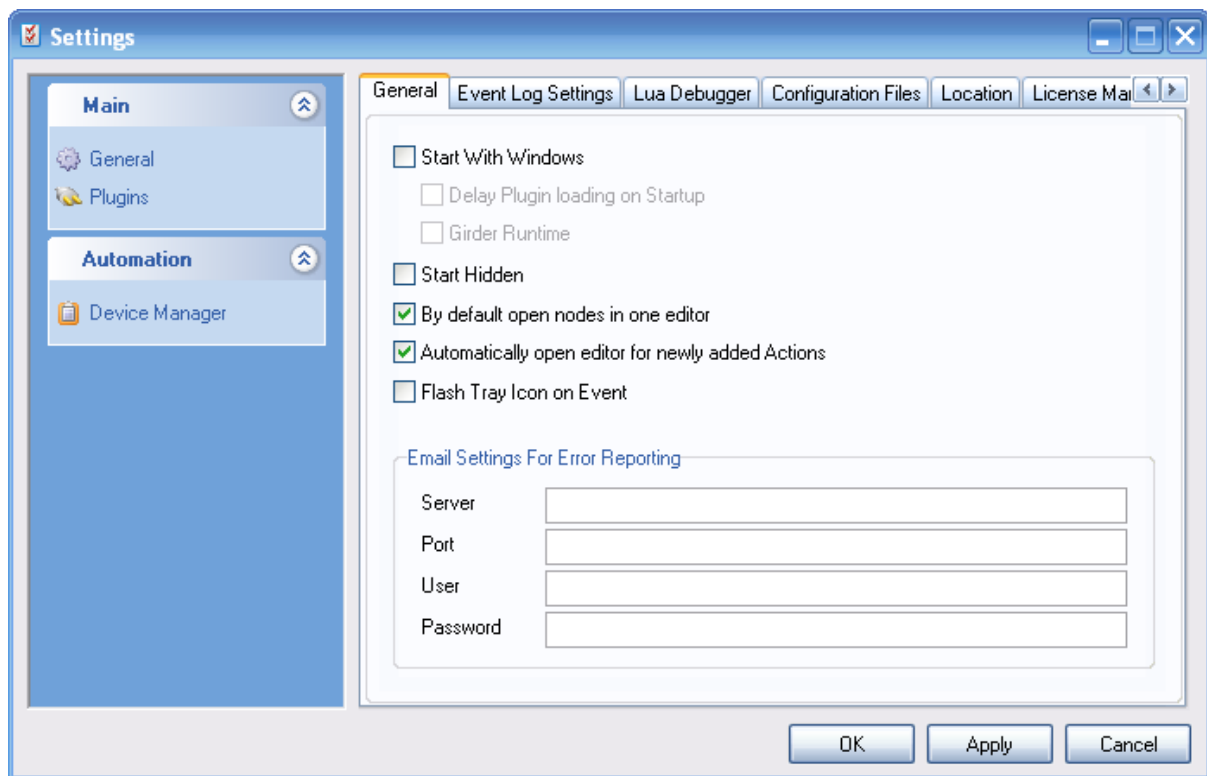 Settings
Main
General
Plugins
Automation
Device Manager
General Event Log Settings Lua Debugger Configuration Files Location License Mar
Start With Windows
Delay Plugin loading on Startup
Girder Runtime
Start Hidden
By default open nodes in one editor
Automatically open editor for newly added Actions
Flash Tray Icon on Event
Email Settings For Error Reporting
Server
Port
User
Password
OK Apply Cancel